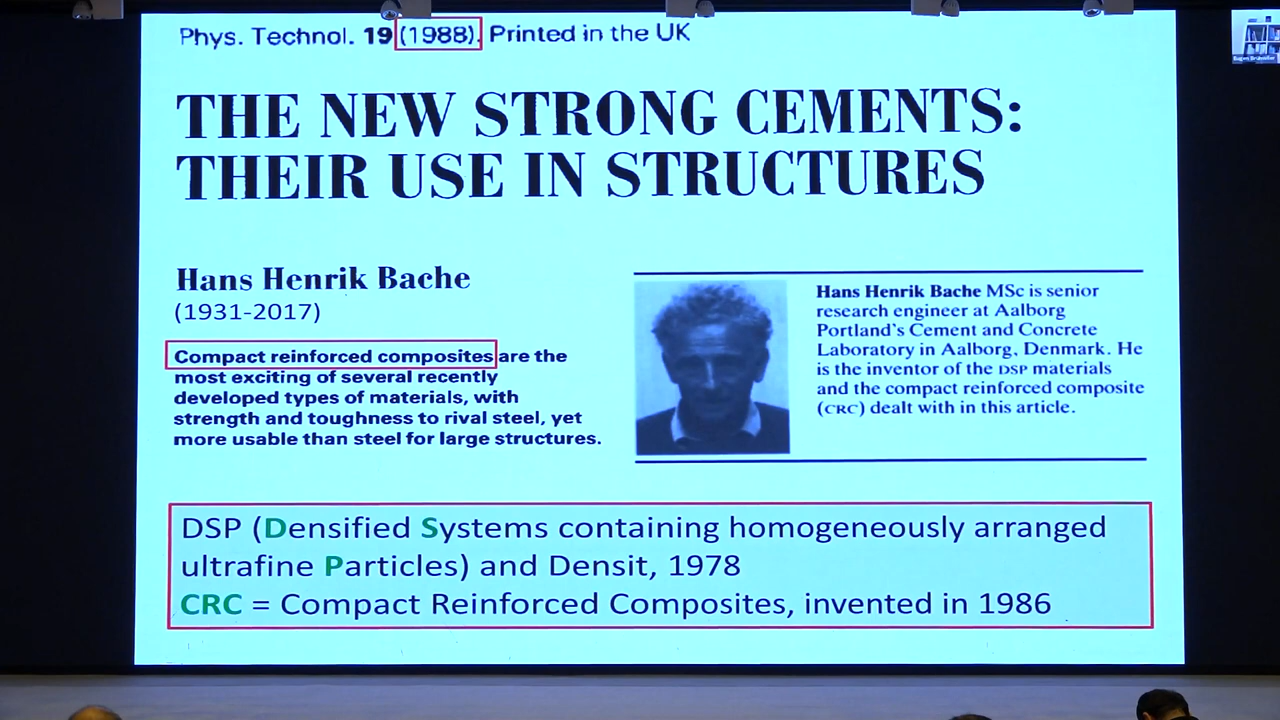 Phys. Technol. 19 (1988). Printed in the UK
THE NEW STRONG CEMENTS:
THEIR USE IN STRUCTURES
Hans Henrik Bache
(1931-2017)
Compact reinforced composites are the
most exciting of several recently
developed types of materials, with
strength and toughness to rival steel, yet
more usable than steel for large structures.
Hans Henrik Bache MSc is senior
research engineer at Aalborg
Portland's Cement and Concrete
Laboratory in Aalborg, Denmark. He
is the inventor of the DSP materials
and the compact reinforced composite
(CRC) dealt with in this article.
DSP (Densified Systems containing homogeneously arranged
ultrafine Particles) and Densit, 1978
CRC = Compact Reinforced Composites, invented in 1986